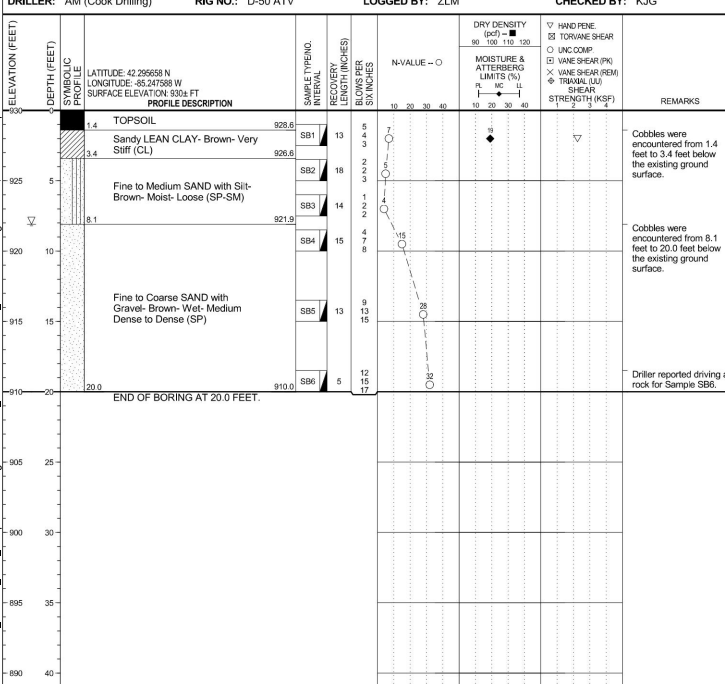 DRILLER: AM (Cook Drilling) RIG NO.: D-50 ATV LOGGED BY: ZLM CHECKED BY: KJG
ELEVATION (FEET)
DEPTH (FEET)
SYMBOLIC PROFILE
LATITUDE: 42.295658 N
LONGITUDE: -85.247588 W
SURFACE ELEVATION: 930± FT
PROFILE DESCRIPTION
SAMPLE TYPE/NO. INTERVAL
RECOVERY LENGTH (INCHES)
BLOWS PER SIX INCHES
N-VALUE -- O
10 20 30 40
DRY DENSITY
(pcf) -- ■
90 100 110 120
MOISTURE &
ATTERBERG
LIMITS (%)
PL MC LL
10 20 30 40
▽ HAND PENE.
☒ TORVANE SHEAR
○ UNC.COMP.
VANE SHEAR (PK)
× VANE SHEAR (REM)
TRIAXIAL (UU)
SHEAR
STRENGTH (KSF)
1 2 3 4
REMARKS
930 0
TOPSOIL
1.4 928.6
Sandy LEAN CLAY- Brown- Very
Stiff (CL)
3.4 926.6
SB1 13
5
4
3
7
19
Cobbles were
encountered from 1.4
feet to 3.4 feet below
the existing ground
surface.
SB2 18
2
2
3
5
925 5
Fine to Medium SAND with Silt-
Brown- Moist- Loose (SP-SM)
SB3 14
1
2
2
4
8.1 921.9
SB4 15
4
7
8
15
Cobbles were
encountered from 8.1
feet to 20.0 feet below
the existing ground
surface.
920 10
Fine to Coarse SAND with
Gravel- Brown- Wet- Medium
Dense to Dense (SP)
SB5 13
9
13
15
28
915 15
SB6 5
12
15
17
32
Driller reported driving a
rock for Sample SB6.
20.0 910.0
910 20
END OF BORING AT 20.0 FEET.
905 25
900 30
895 35
890 40